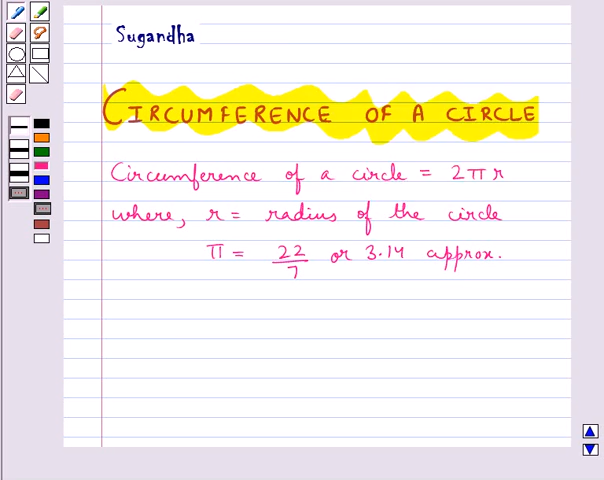 Sugandha
CIRCUMFERENCE OF A CIRCLE
Circumference of a circle = 2πr
where, r = radius of the circle
π = 22/7 or 3.14 approx.